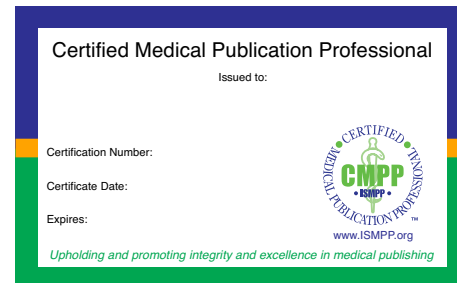 Certified Medical Publication Professional
Issued to:
Certification Number:
Certificate Date:
Expires:
CERTIFIED
MEDICAL PUBLICATION PROFESSIONAL
CMPP
• ISMPP •
™
www.ISMPP.org
Upholding and promoting integrity and excellence in medical publishing